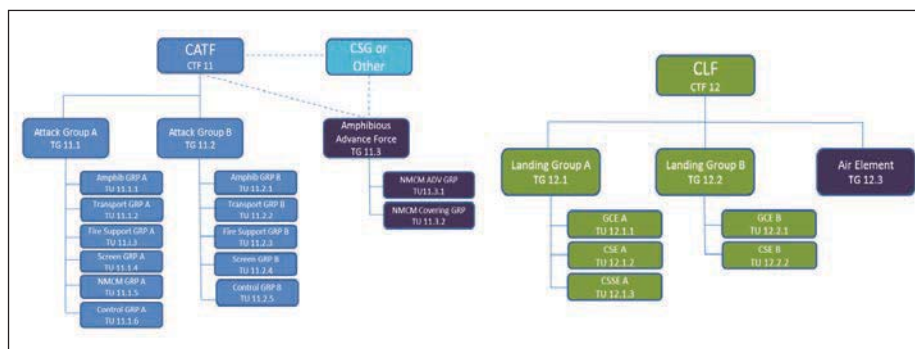 CATF
CTF 11
CSG or
Other
Attack Group A
TG 11.1
Attack Group B
TG 11.2
Amphibious
Advance Force
TG 11.3
Amphib GRP A
TU 11.1.1
Transport GRP A
TU 11.1.2
Fire Support GRP A
TU 11.1.3
Screen GRP A
TU 11.1.4
NMCM GRP A
TU 11.1.5
Control GRP A
TU 11.1.6
Amphib GRP B
TU 11.2.1
Transport GRP B
TU 11.2.2
Fire Support GRP B
TU 11.2.3
Screen GRP B
TU 11.2.4
Control GRP B
TU 11.2.5
NMCM ADV GRP
TU11.3.1
NMCM Covering GRP
TU 11.3.2
CLF
CTF 12
Landing Group A
TG 12.1
Landing Group B
TG 12.2
Air Element
TG 12.3
GCE A
TU 12.1.1
CSE A
TU 12.1.2
CSSE A
TU 12.1.3
GCE B
TU 12.2.1
CSE B
TU 12.2.2